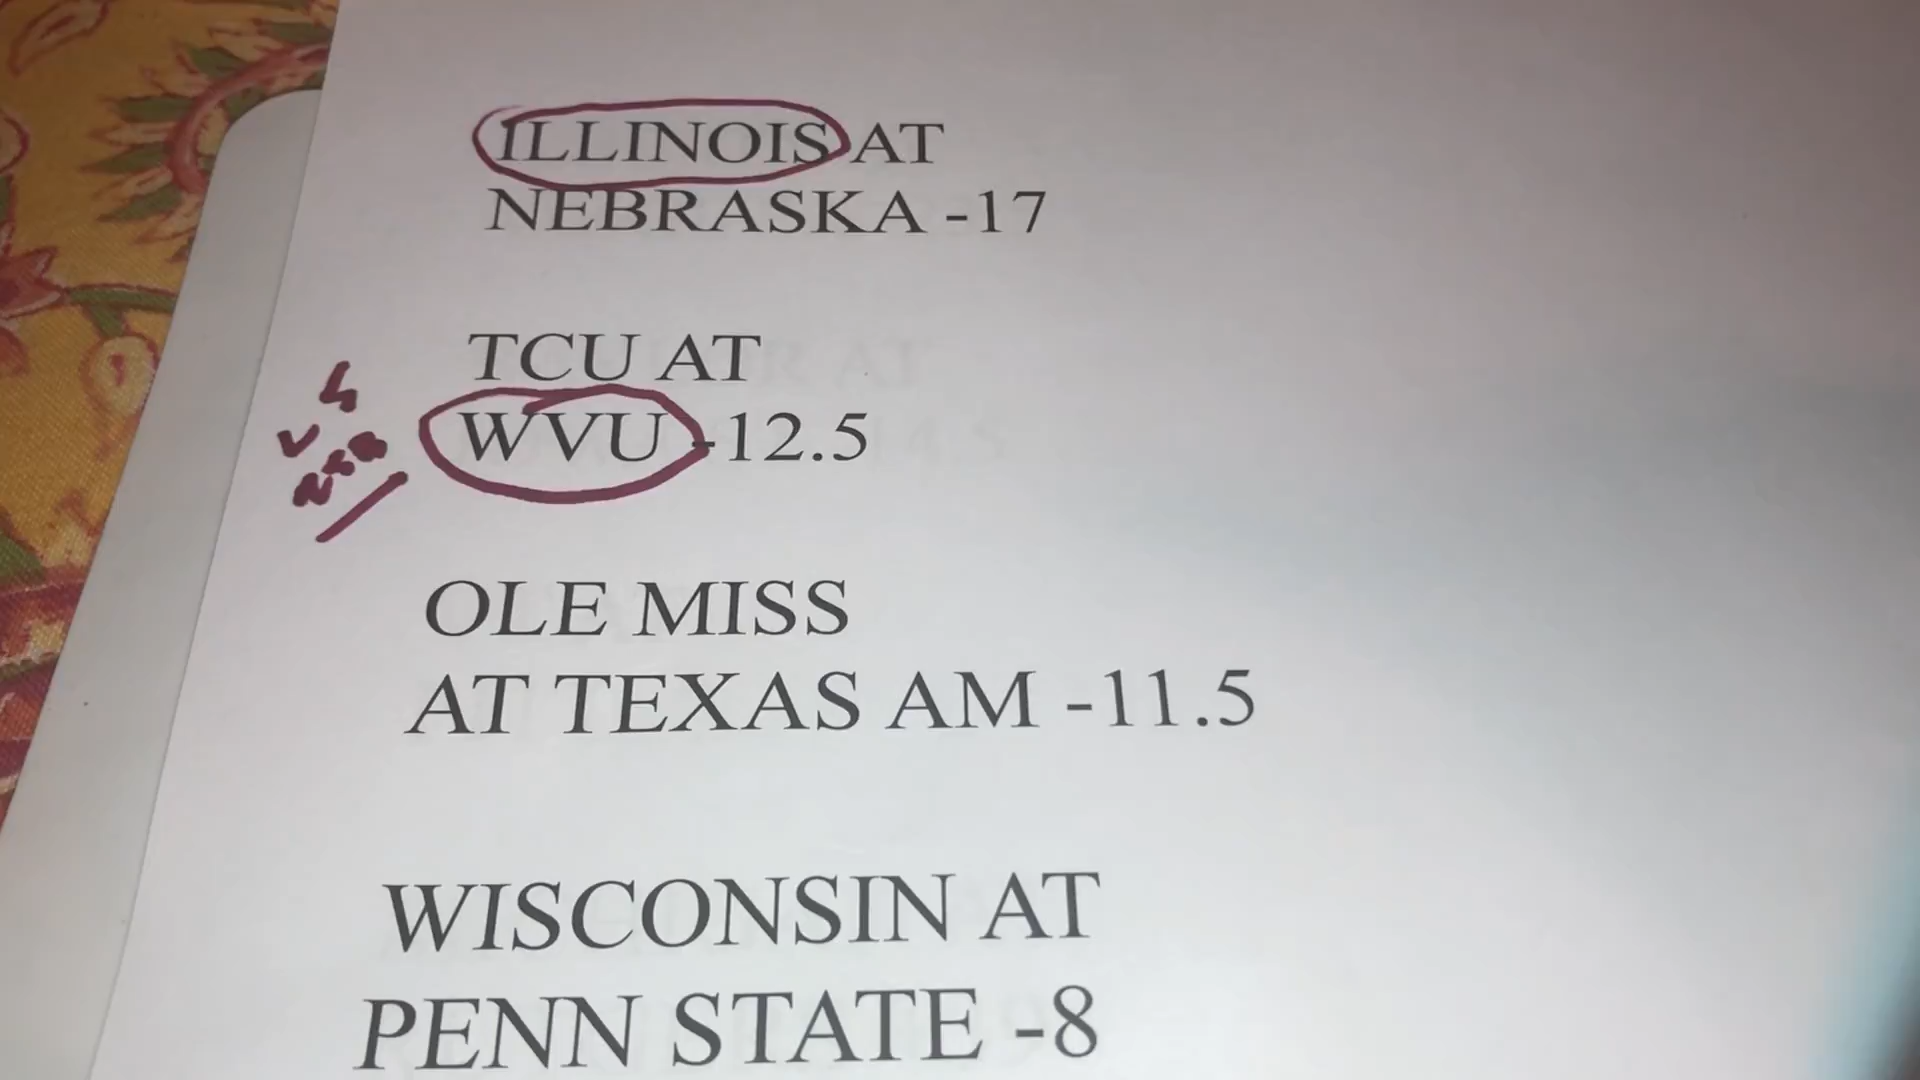 ILLINOIS AT
NEBRASKA -17
TCU AT
WVU -12.5
OLE MISS
AT TEXAS AM -11.5
WISCONSIN AT
PENN STATE -8